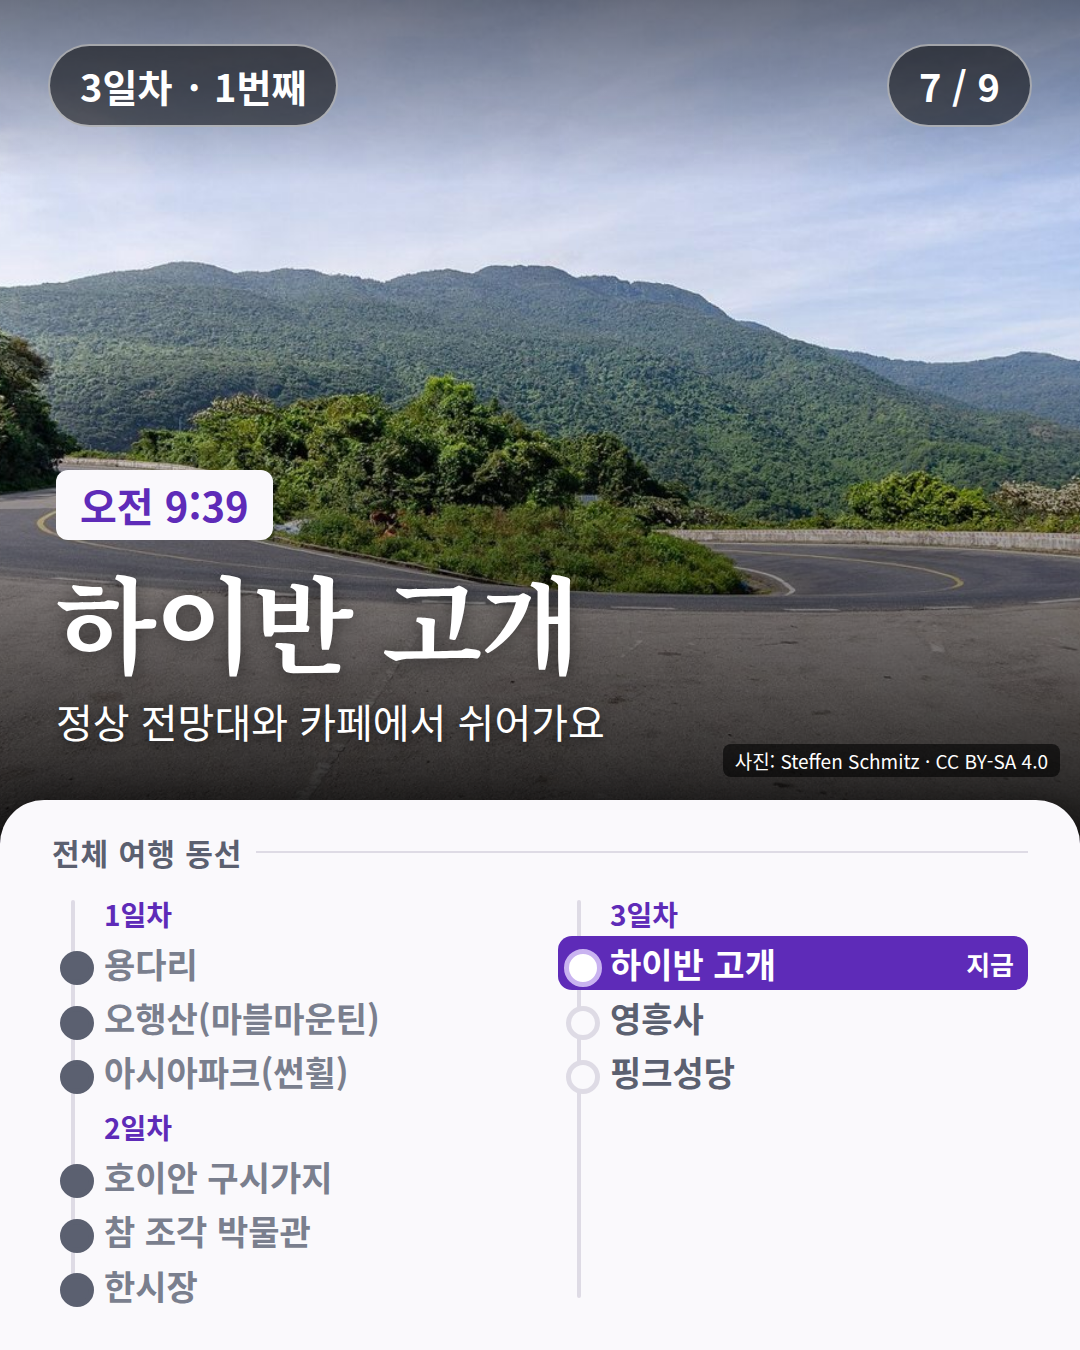 3일차 · 1번째
7 / 9
오전 9:39
하이반 고개
정상 전망대와 카페에서 쉬어가요
사진: Steffen Schmitz · CC BY-SA 4.0
전체 여행 동선
1일차
용다리
오행산(마블마운틴)
아시아파크(썬휠)
2일차
호이안 구시가지
참 조각 박물관
한시장
3일차
하이반 고개 지금
영흥사
핑크성당